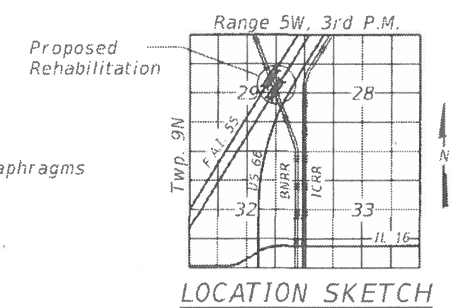 Range 5W, 3rd P.M.
Proposed
Rehabilitation
29
28
Twp. 9N
F.A.I. 55
US 66
BNRR
ICRR
N
aphragms
32
33
IL 16
LOCATION SKETCH